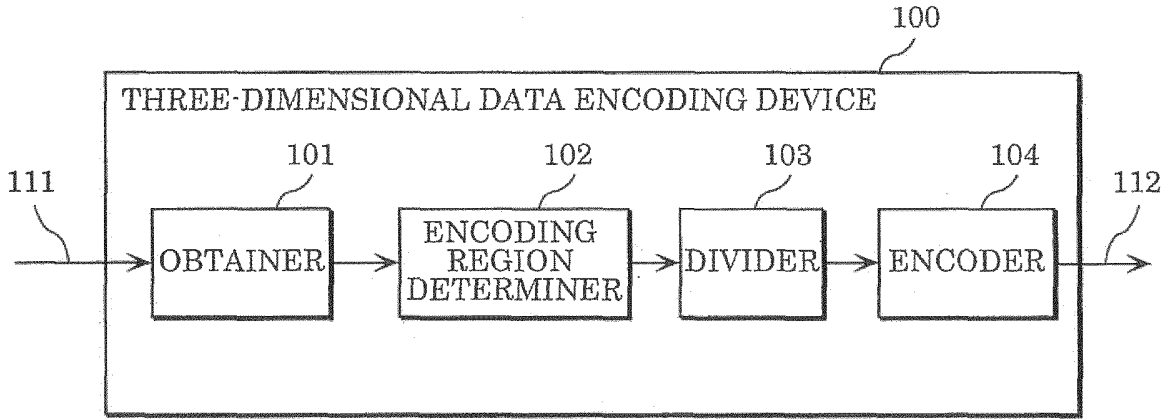 100
THREE-DIMENSIONAL DATA ENCODING DEVICE
101
102
103
104
111
112
OBTAINER
ENCODING
REGION
DETERMINER
DIVIDER
ENCODER